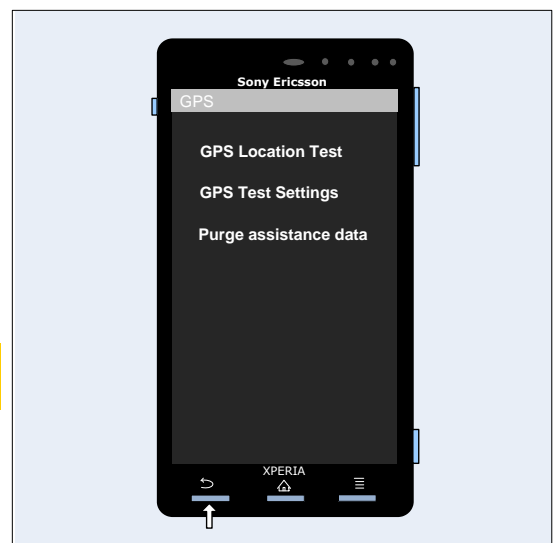 Sony Ericsson
GPS
GPS Location Test
GPS Test Settings
Purge assistance data
XPERIA